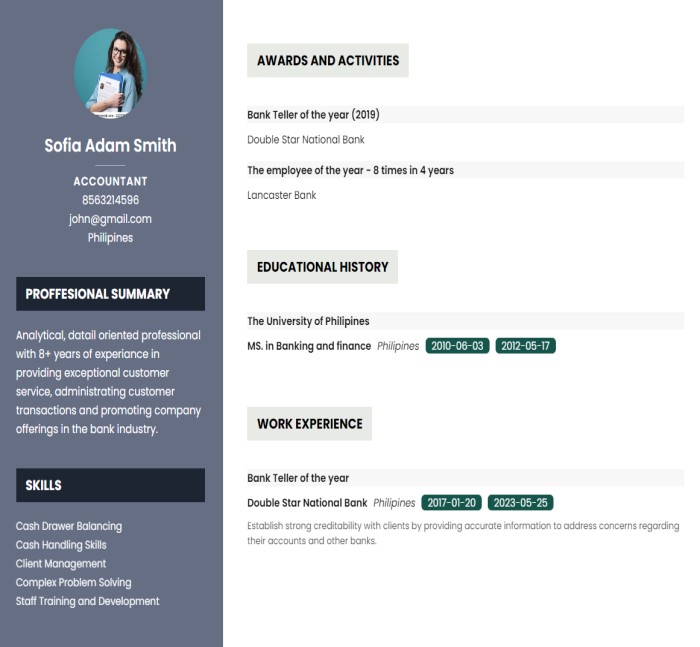 Sofia Adam Smith
ACCOUNTANT
8563214596
john@gmail.com
Philipines
PROFFESIONAL SUMMARY
Analytical, datail oriented professional
with 8+ years of experiance in
providing exceptional customer
service, administrating customer
transactions and promoting company
offerings in the bank industry.
SKILLS
Cash Drawer Balancing
Cash Handling Skills
Client Management
Complex Problem Solving
Staff Training and Development
AWARDS AND ACTIVITIES
Bank Teller of the year (2019)
Double Star National Bank
The employee of the year - 8 times in 4 years
Lancaster Bank
EDUCATIONAL HISTORY
The University of Philipines
MS. in Banking and finance Philipines 2010-06-03 2012-05-17
WORK EXPERIENCE
Bank Teller of the year
Double Star National Bank Philipines 2017-01-20 2023-05-25
Establish strong creditability with clients by providing accurate information to address concerns regarding
their accounts and other banks.